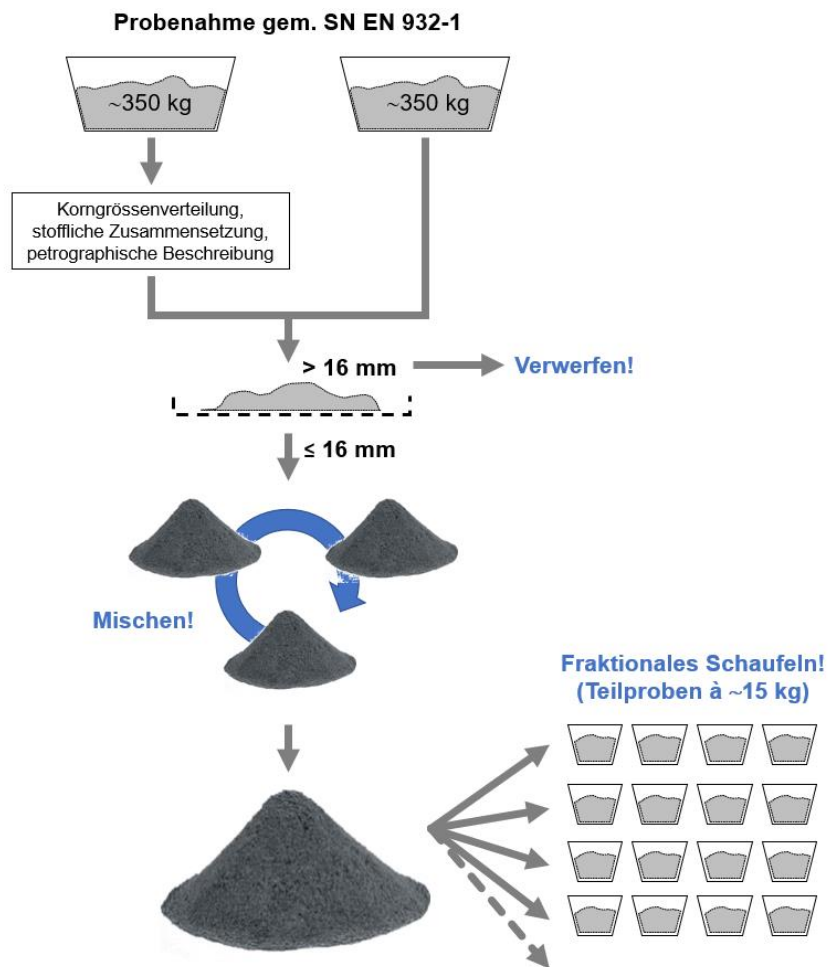 Probenahme gem. SN EN 932-1
~350 kg
~350 kg
Korngrössenverteilung,
stoffliche Zusammensetzung,
petrographische Beschreibung
> 16 mm
Verwerfen!
≤ 16 mm
Mischen!
Fraktionales Schaufeln!
(Teilproben à ~15 kg)